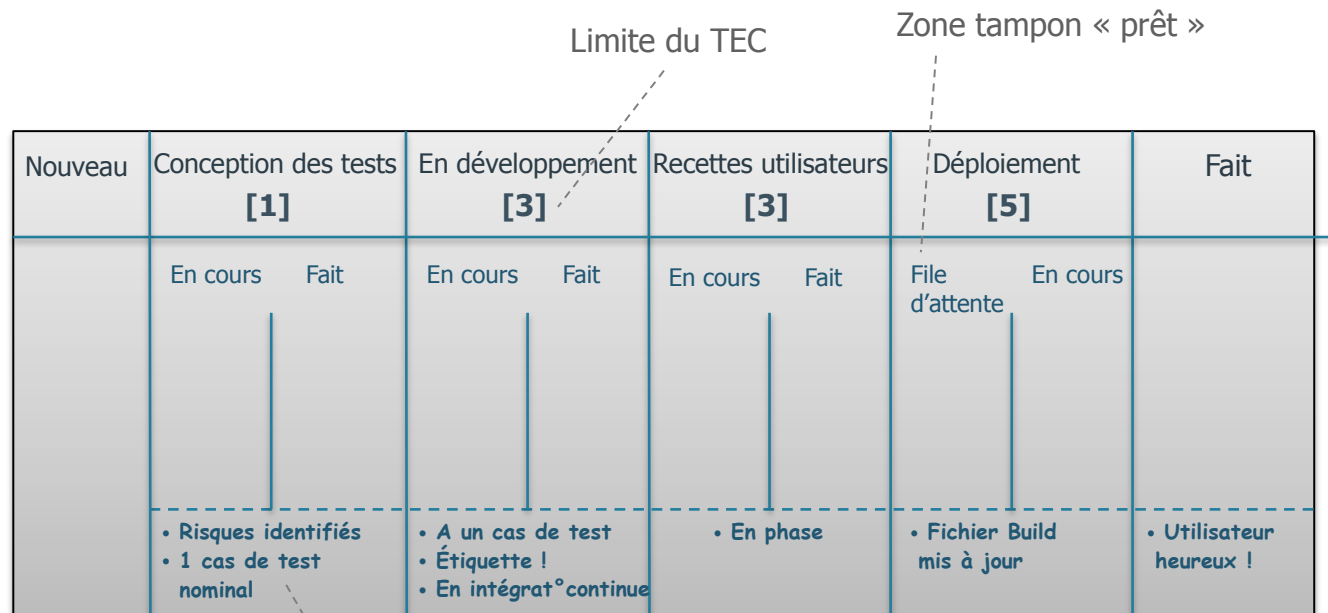 Limite du TEC
Zone tampon « prêt »
Nouveau
Conception des tests
[1]
En développement
[3]
Recettes utilisateurs
[3]
Déploiement
[5]
Fait
En cours
Fait
En cours
Fait
En cours
Fait
File
d'attente
En cours
• Risques identifiés
• 1 cas de test
nominal
• A un cas de test
• Étiquette !
• En intégrat°continue
• En phase
• Fichier Build
mis à jour
• Utilisateur
heureux !